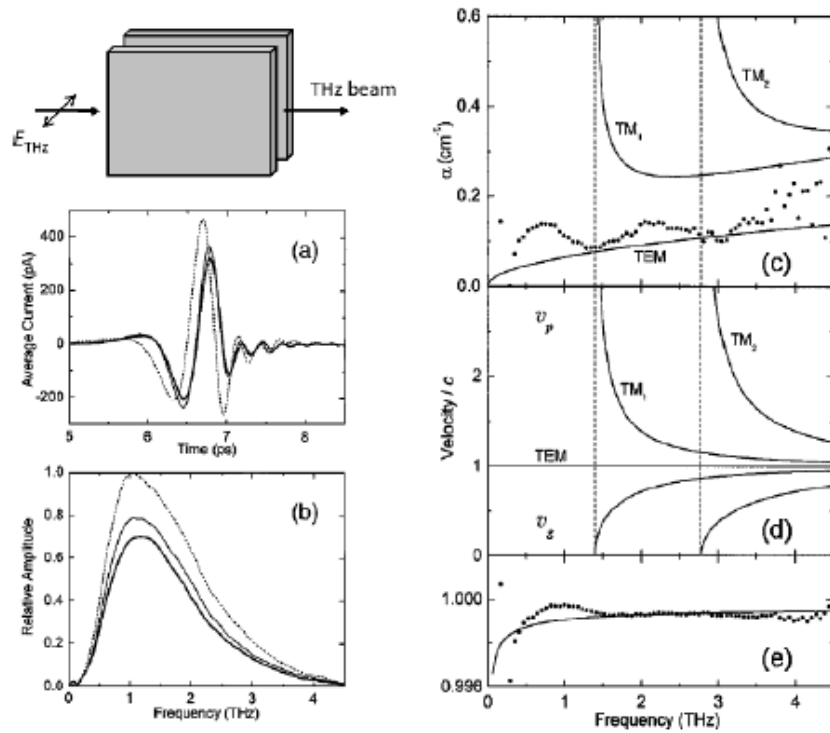 THz beam
E_THz
(a)
400
200
0
-200
Average Current (pA)
5
6
7
8
Time (ps)
(b)
1.0
0.8
0.6
0.4
0.2
0.0
Relative Amplitude
0
1
2
3
4
Frequency (THz)
0.6
0.4
0.2
0.0
α (cm⁻¹)
TM₁
TM₂
TEM
(c)
v_p
2
1
0
Velocity / c
TM₁
TM₂
TEM
v_g
(d)
1.000
0.998
(e)
0
1
2
3
4
Frequency (THz)